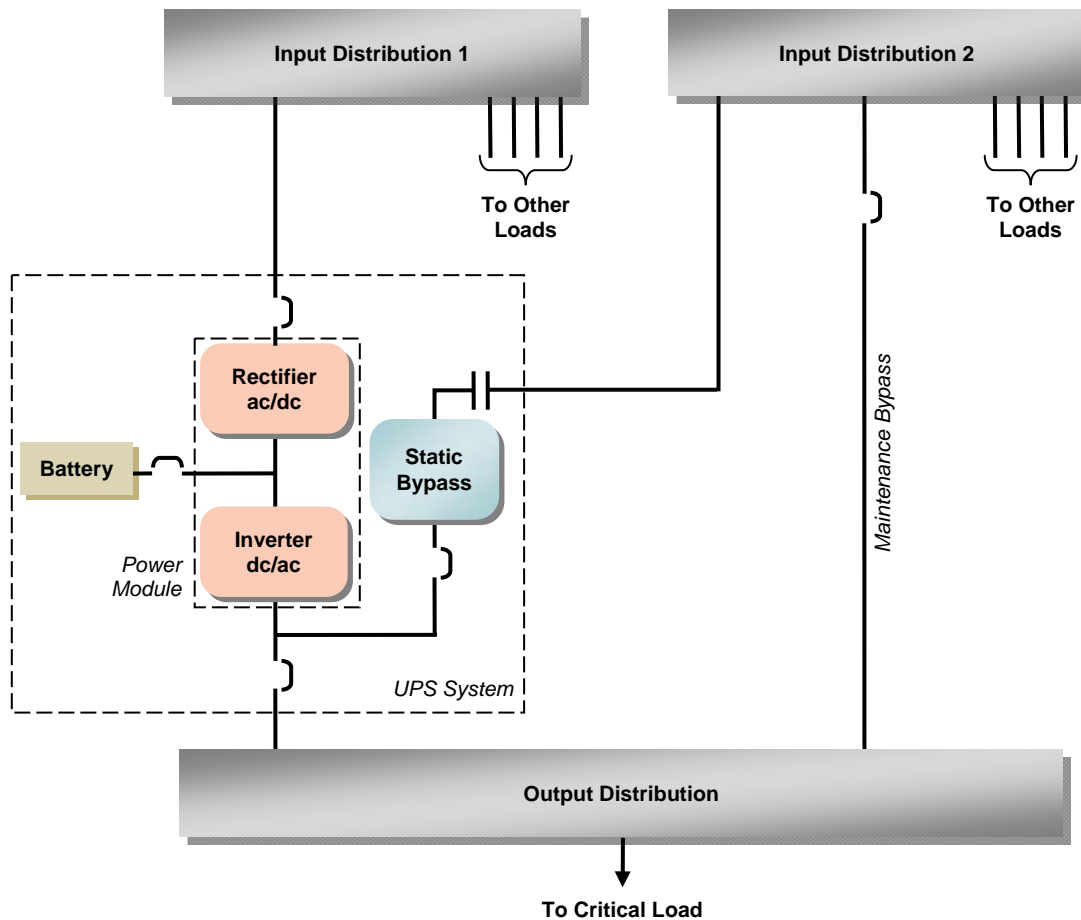 Input Distribution 1
Input Distribution 2
To Other
Loads
To Other
Loads
Rectifier
ac/dc
Battery
Static
Bypass
Inverter
dc/ac
Power
Module
Maintenance Bypass
UPS System
Output Distribution
To Critical Load